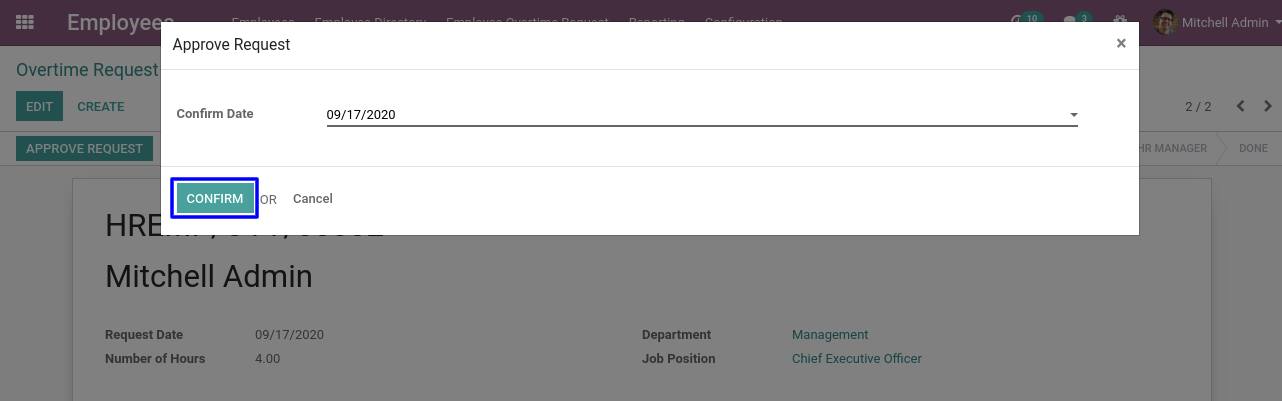 Employees
Employees Employee Directory Employee Overtime Request Reporting Configuration
10 3 Mitchell Admin
Approve Request ×
Overtime Request
EDIT CREATE
Confirm Date 09/17/2020
2 / 2
APPROVE REQUEST
HR MANAGER DONE
CONFIRM OR Cancel
Mitchell Admin
Request Date 09/17/2020 Department Management
Number of Hours 4.00 Job Position Chief Executive Officer